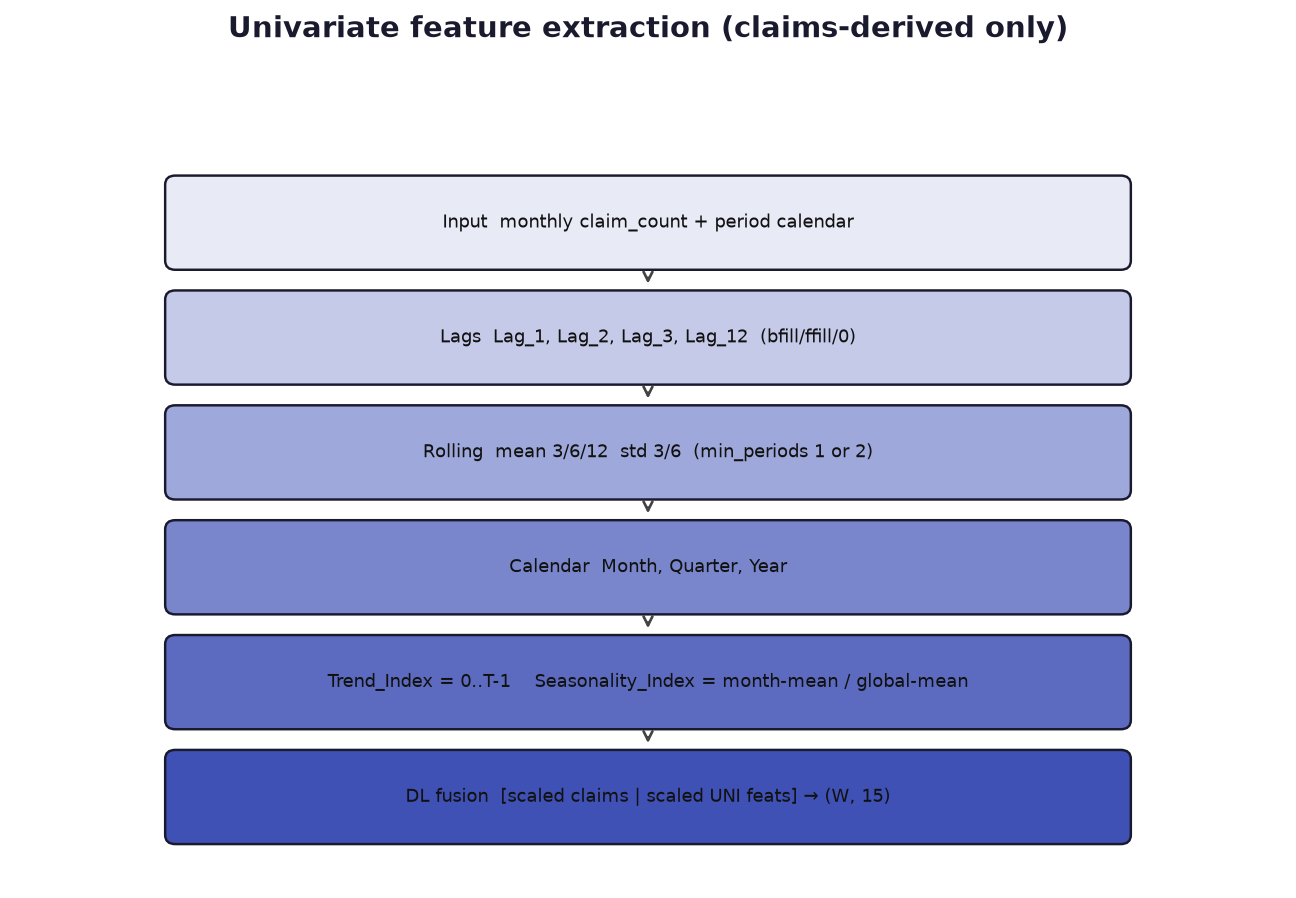 Univariate feature extraction (claims-derived only)
Input  monthly claim_count + period calendar
Lags  Lag_1, Lag_2, Lag_3, Lag_12  (bfill/ffill/0)
Rolling  mean 3/6/12  std 3/6  (min_periods 1 or 2)
Calendar  Month, Quarter, Year
Trend_Index = 0..T-1    Seasonality_Index = month-mean / global-mean
DL fusion  [scaled claims | scaled UNI feats] → (W, 15)